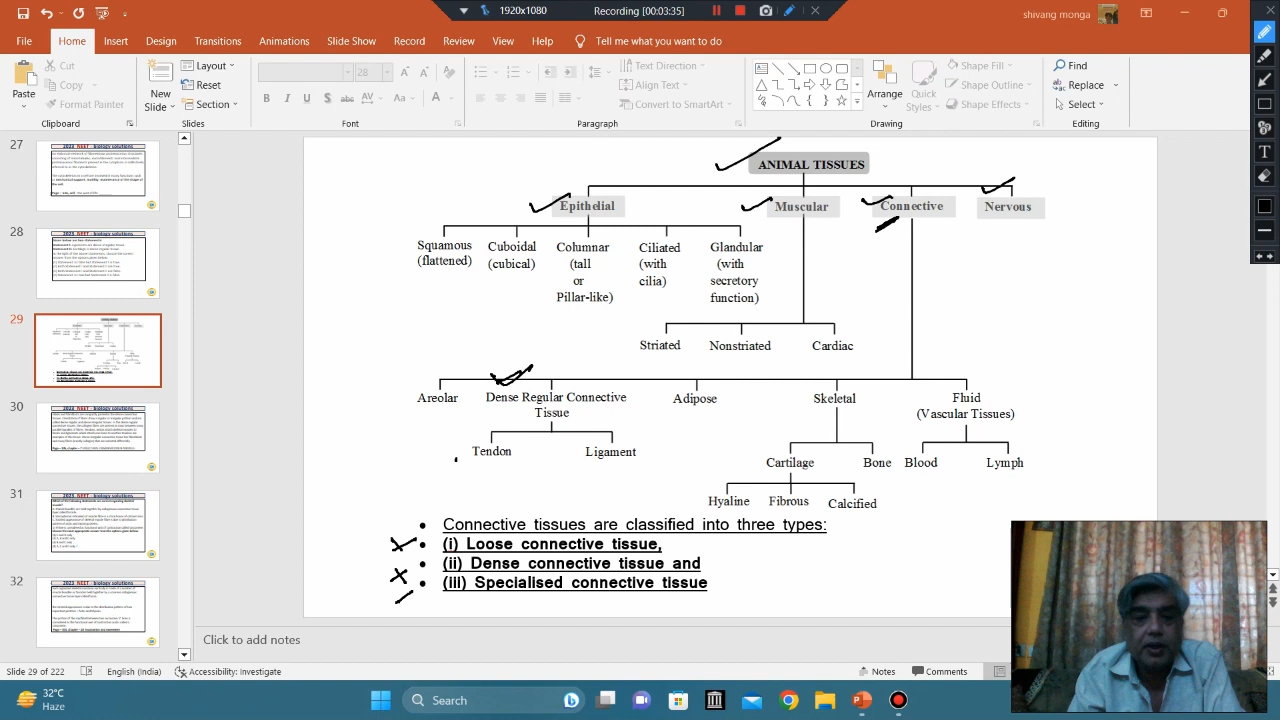 1920x1080
Recording [00:03:35]
shivang monga
File Home Insert Design Transitions Animations Slide Show Record Review View Help Tell me what you want to do
Paste
Cut
Copy
Format Painter
Clipboard
New Slide
Layout
Reset
Section
Slides
28
B I U S abc AV Aa A
Font
Text Direction
Align Text
Convert to SmartArt
Paragraph
Arrange
Quick Styles
Shape Fill
Shape Outline
Shape Effects
Drawing
Find
Replace
Select
Editing
27
28
29
31
32
ANIMAL TISSUES
Epithelial Muscular Connective Nervous
Squamous (flattened)
Cuboidal (cubical)
Columnar (tall or Pillar-like)
Ciliated (with cilia)
Glandular (with secretory function)
Striated Nonstriated Cardiac
Areolar
Dense Regular Connective Tissue
Adipose
Skeletal
Fluid (Vascular Tissues)
Tendon Ligament
Cartilage Bone Blood Lymph
Hyaline Fibrous Calcified
• Connective tissues are classified into three types.
• (i) Loose connective tissue,
• (ii) Dense connective tissue and
• (iii) Specialised connective tissue
Click to add notes
Slide 29 of 222
English (India)
Accessibility: Investigate
Notes
Comments
32°C
Haze
Search